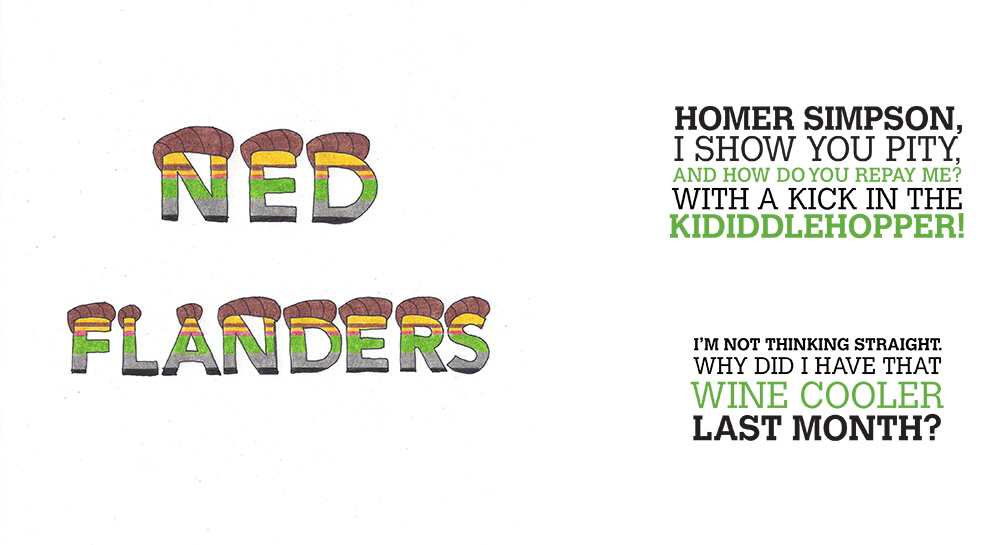 NED
FLANDERS
HOMER SIMPSON,
I SHOW YOU PITY,
AND HOW DO YOU REPAY ME?
WITH A KICK IN THE
KIDIDDLEHOPPER!
I'M NOT THINKING STRAIGHT.
WHY DID I HAVE THAT
WINE COOLER
LAST MONTH?